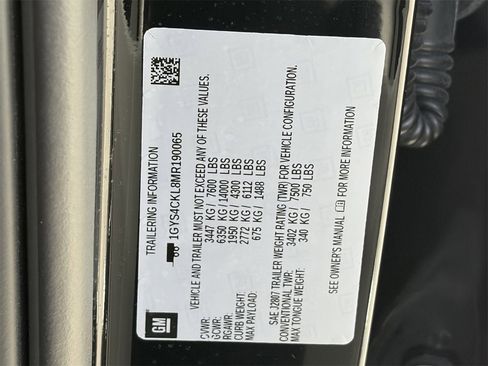 GM
TRAILERING INFORMATION
1GYS4CKL8MR190065
VEHICLE AND TRAILER MUST NOT EXCEED ANY OF THESE VALUES.
GVWR: 3447 KG/ 7600 LBS
GCWR: 6350 KG/14000 LBS
RGAWR: 1950 KG/ 4300 LBS
CURB WEIGHT: 2772 KG/ 6112 LBS
MAX PAYLOAD: 675 KG/ 1488 LBS
SAE J2807 TRAILER WEIGHT RATING (TWR) FOR VEHICLE CONFIGURATION.
CONVENTIONAL TWR: 3402 KG/ 7500 LBS
MAX TONGUE WEIGHT: 340 KG/ 750 LBS
SEE OWNER'S MANUAL FOR MORE INFORMATION